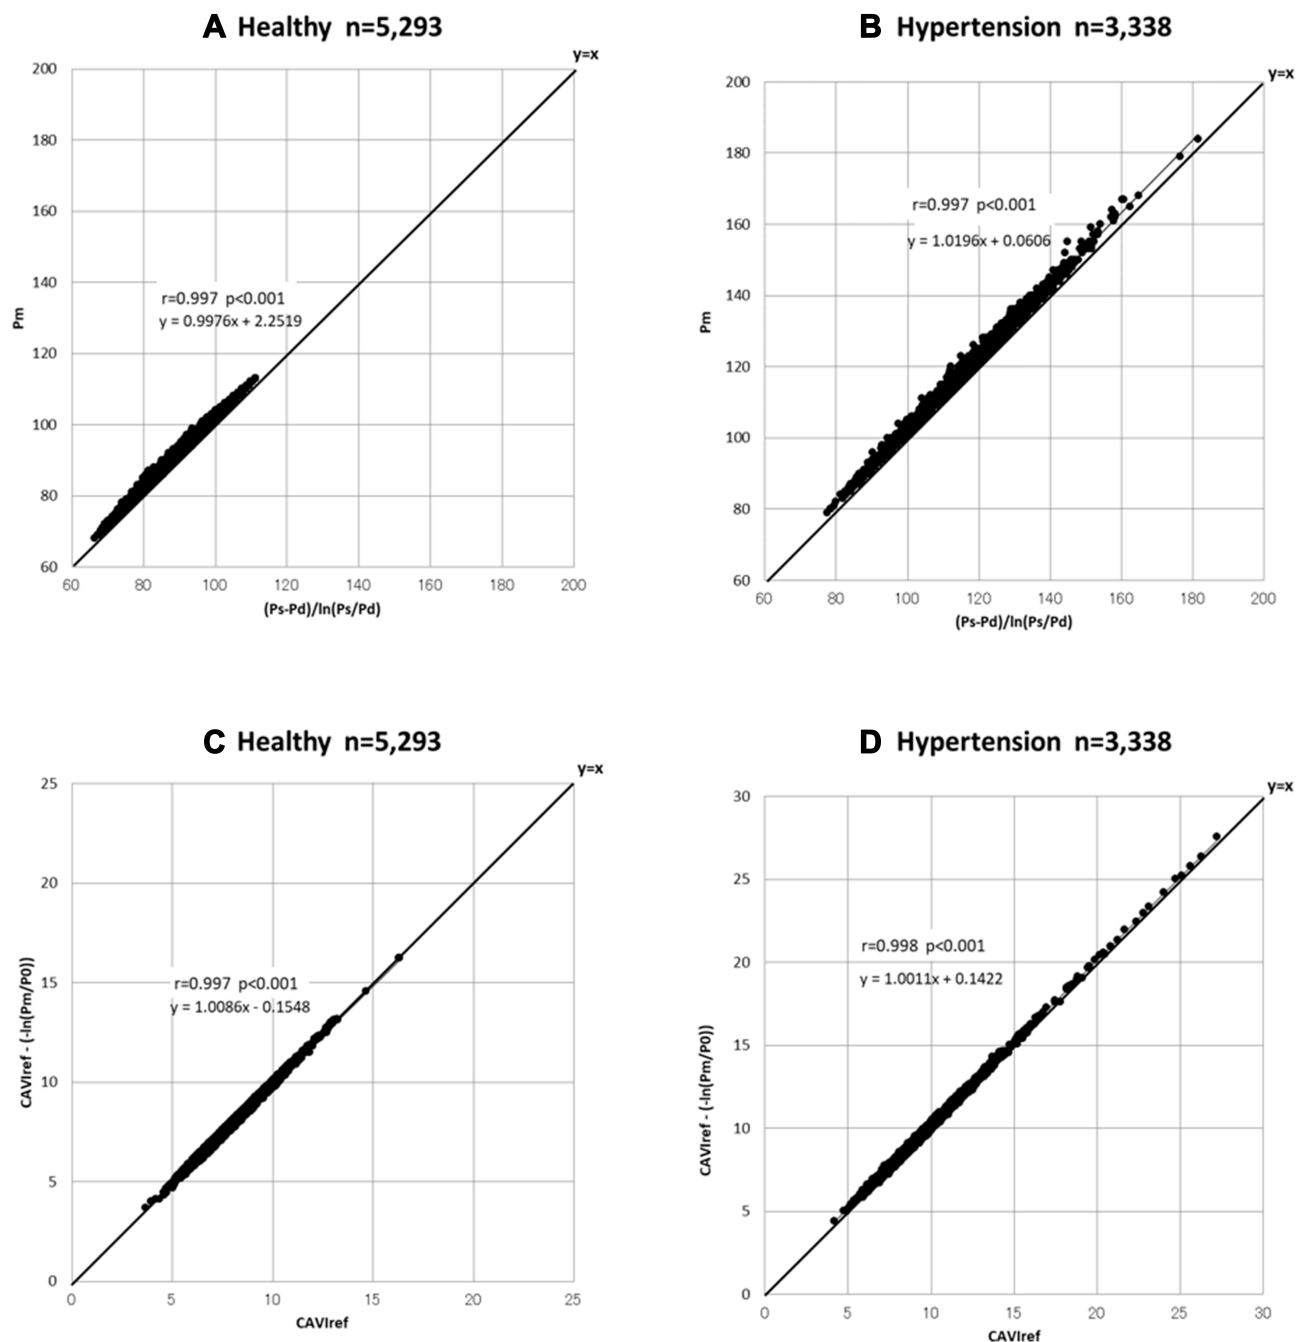 A Healthy n=5,293
y=x
200
180
160
140
120
100
80
60
Pm
r=0.997 p<0.001
y = 0.9976x + 2.2519
60 80 100 120 140 160 180 200
(Ps-Pd)/ln(Ps/Pd)
B Hypertension n=3,338
y=x
200
180
160
140
120
100
80
60
Pm
r=0.997 p<0.001
y = 1.0196x + 0.0606
60 80 100 120 140 160 180 200
(Ps-Pd)/ln(Ps/Pd)
C Healthy n=5,293
y=x
25
20
15
10
5
0
CAVIref - (-ln(Pm/P0))
r=0.997 p<0.001
y = 1.0086x - 0.1548
0 5 10 15 20 25
CAVIref
D Hypertension n=3,338
y=x
30
25
20
15
10
5
0
CAVIref - (-ln(Pm/P0))
r=0.998 p<0.001
y = 1.0011x + 0.1422
0 5 10 15 20 25 30
CAVIref